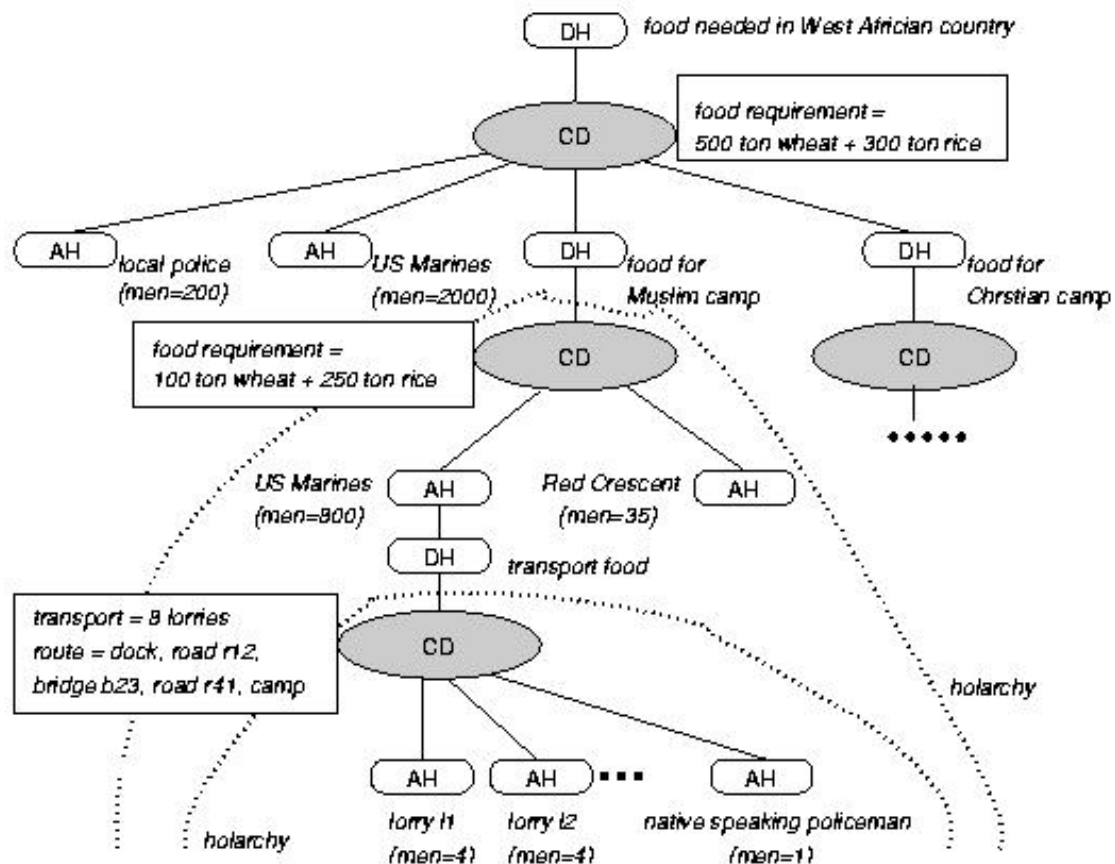 DH
food needed in West Africian country
CD
food requirement =
500 ton wheat + 300 ton rice
AH
local police
(men=200)
AH
US Marines
(men=2000)
DH
food for
Muslim camp
DH
food for
Chrstian camp
food requirement =
100 ton wheat + 250 ton rice
CD
CD
US Marines
(men=800)
AH
Red Crescent
(men=35)
AH
DH
transport food
transport = 8 lorries
route = dock, road r12,
bridge b23, road r41, camp
CD
holarchy
AH
AH
AH
holarchy
lorry l1
(men=4)
lorry l2
(men=4)
native speaking policeman
(men=1)